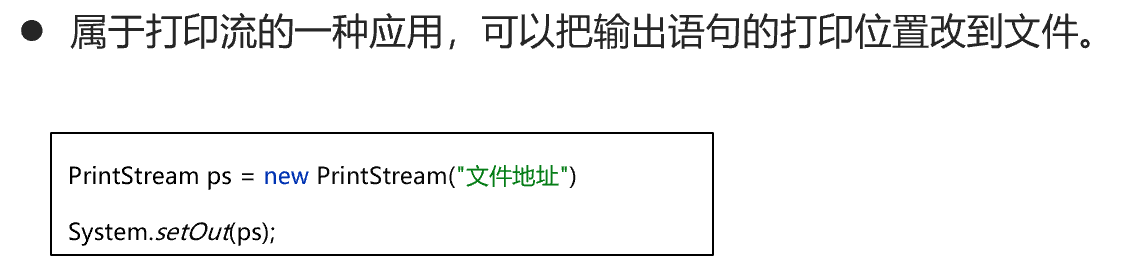 ● 属于打印流的一种应用，可以把输出语句的打印位置改到文件。
PrintStream ps = new PrintStream("文件地址")
System.setOut(ps);